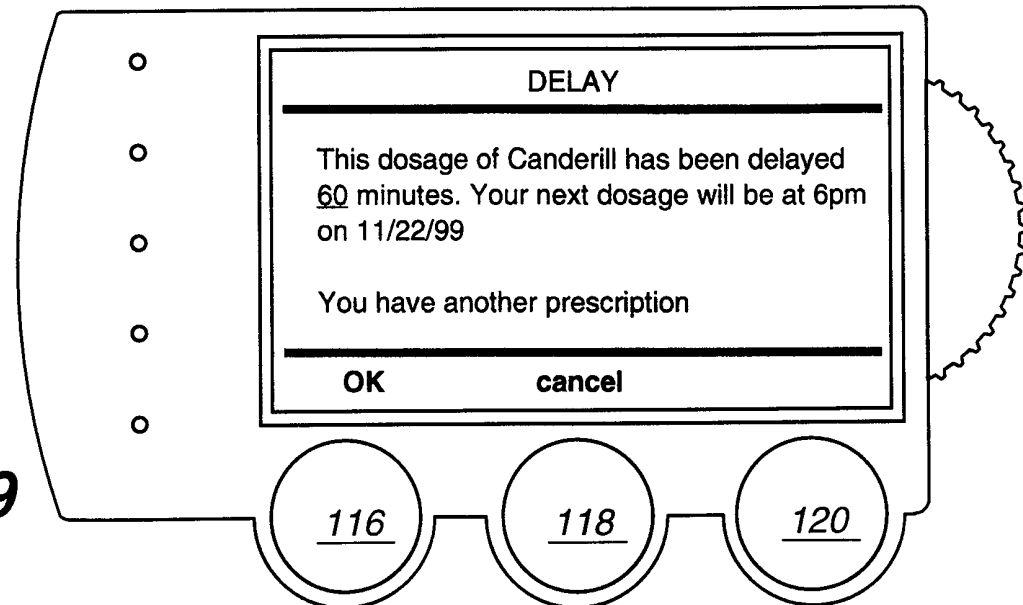 DELAY
This dosage of Canderill has been delayed
60 minutes. Your next dosage will be at 6pm
on 11/22/99
You have another prescription
OK cancel
9
116 118 120